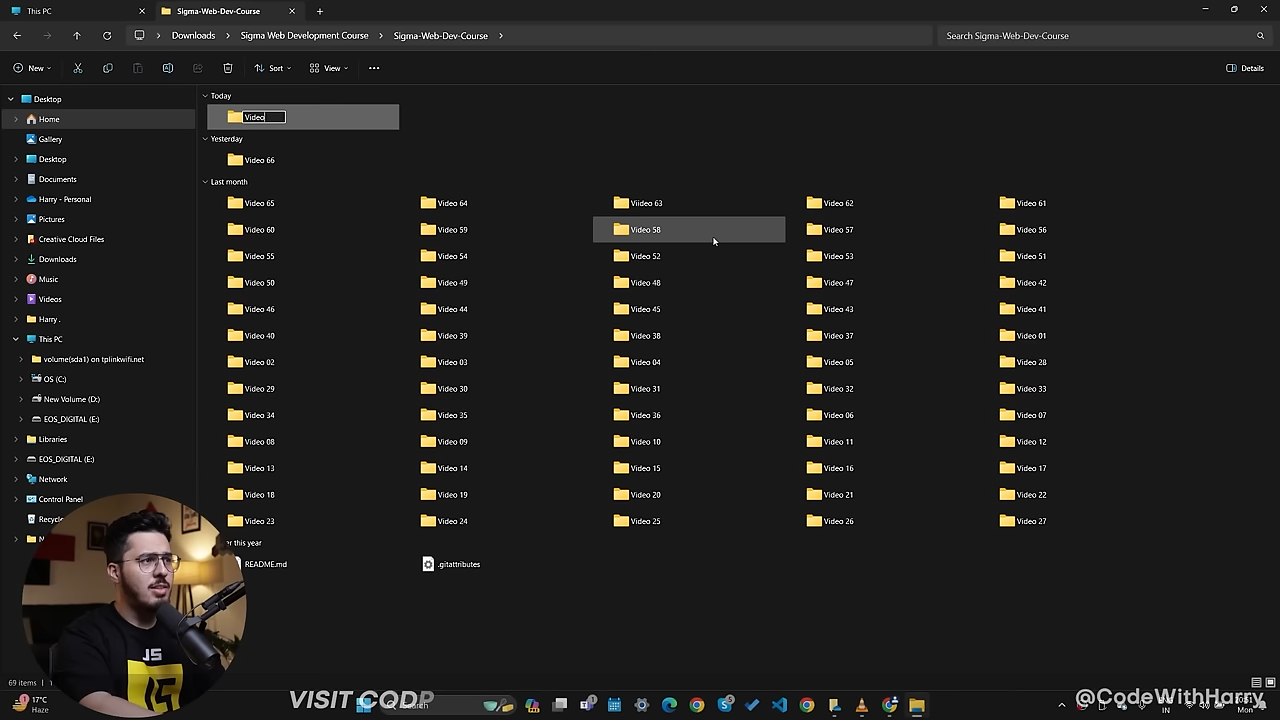 This PC
Sigma-Web-Dev-Course
Downloads
Sigma Web Development Course
Sigma-Web-Dev-Course
Search Sigma-Web-Dev-Course
New
Sort
View
Details
Desktop
Home
Gallery
Desktop
Documents
Harry - Personal
Pictures
Creative Cloud Files
Downloads
Music
Videos
Harry .
This PC
volume(sda1) on tplinkwifi.net
OS (C:)
New Volume (D:)
EOS_DIGITAL (E:)
Libraries
EOS_DIGITAL (E:)
Network
Control Panel
Recycle
Today
Video
Yesterday
Video 66
Last month
Video 65 Video 64 Viideo 63 Video 62 Video 61
Video 60 Video 59 Video 58 Video 57 Video 56
Video 55 Video 54 Video 52 Video 53 Video 51
Video 50 Video 49 Video 48 Video 47 Video 42
Video 46 Video 44 Video 45 Video 43 Video 41
Video 40 Video 39 Video 38 Video 37 Video 01
Video 02 Video 03 Video 04 Video 05 Video 28
Video 29 Video 30 Video 31 Video 32 Video 33
Video 34 Video 35 Video 36 Video 06 Video 07
Video 08 Video 09 Video 10 Video 11 Video 12
Video 13 Video 14 Video 15 Video 16 Video 17
Video 18 Video 19 Video 20 Video 21 Video 22
Video 23 Video 24 Video 25 Video 26 Video 27
er this year
README.md .gitattributes
JS
69 items
17°C
Haze
VISIT CODP
@CodeWithHarry
IN
Mon